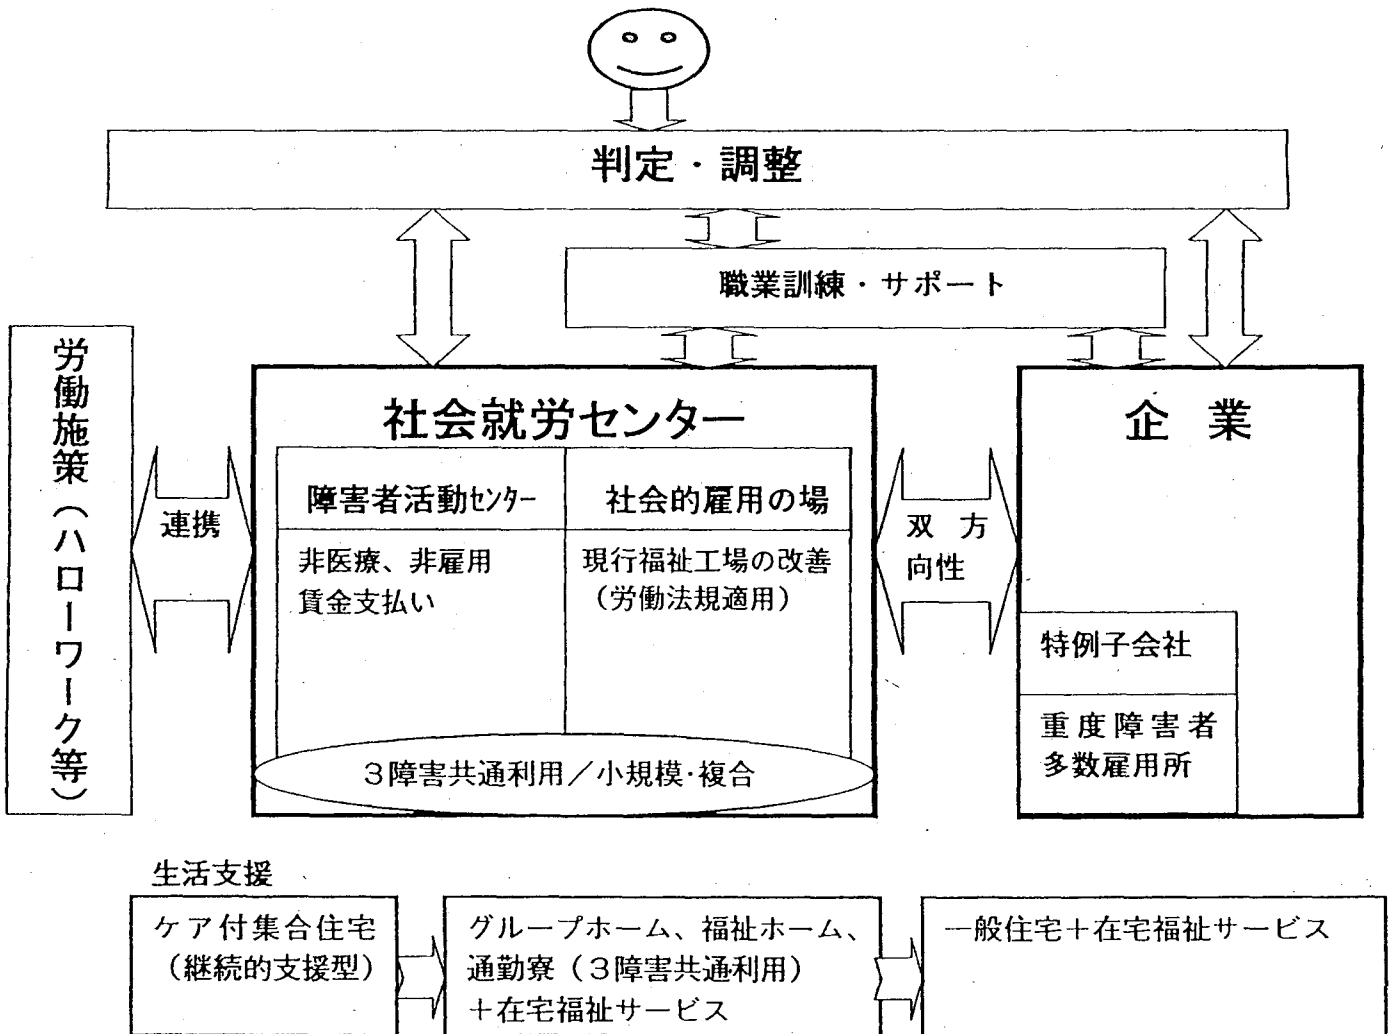 判定・調整
職業訓練・サポート
労働施策（ハローワーク等）
連携
社会就労センター
障害者活動センター
非医療、非雇用
賃金支払い
社会的雇用の場
現行福祉工場の改善
（労働法規適用）
３障害共通利用／小規模・複合
双方
向性
企業
特例子会社
重度障害者
多数雇用所
生活支援
ケア付集合住宅
（継続的支援型）
グループホーム、福祉ホーム、
通勤寮（３障害共通利用）
＋在宅福祉サービス
一般住宅＋在宅福祉サービス